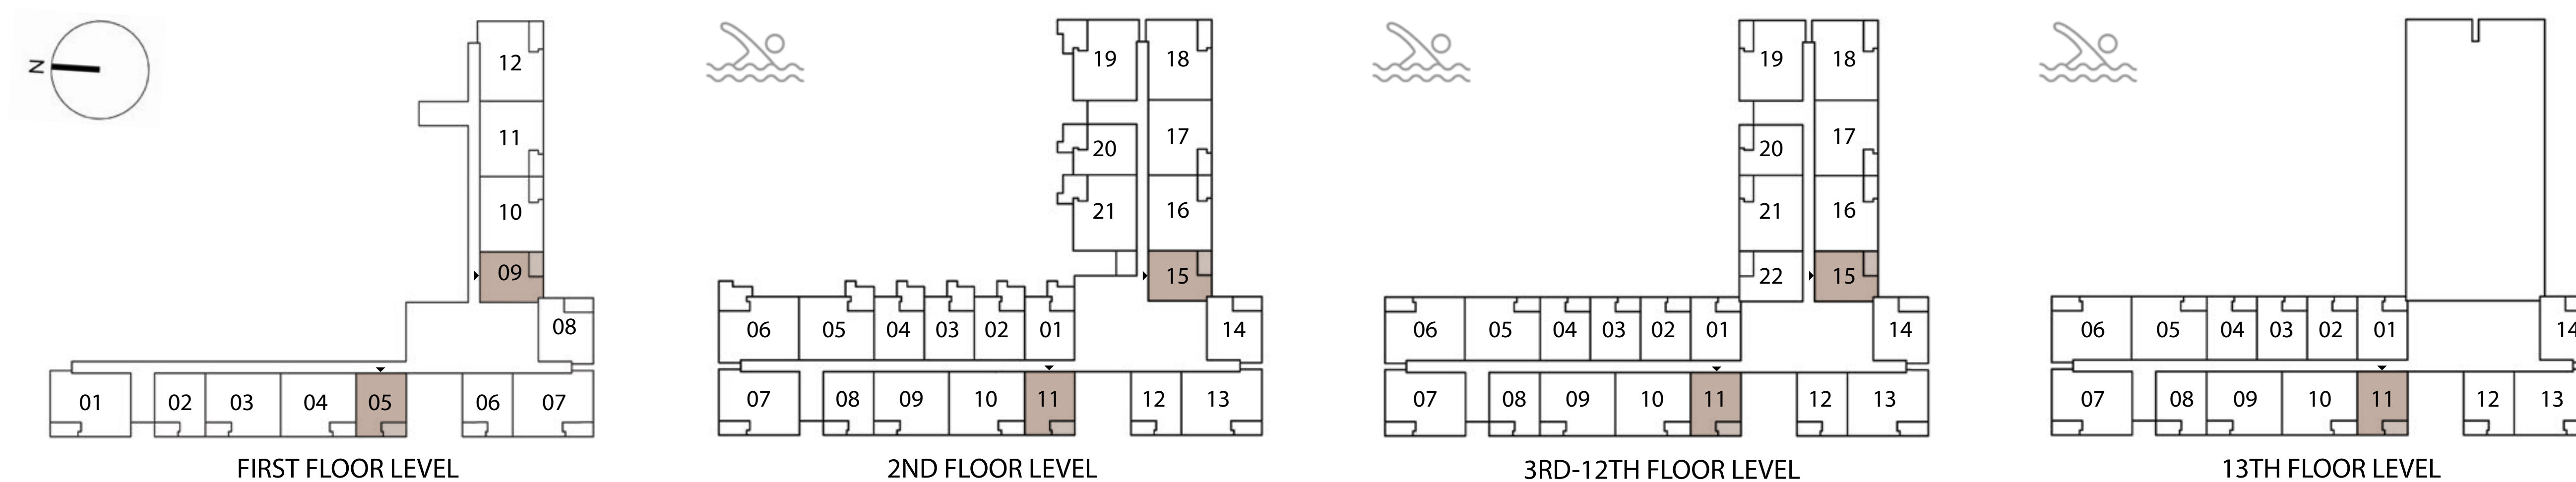 N
12
11
10
09
08
01 02 03 04 05 06 07
FIRST FLOOR LEVEL
19 18
20 17
21 16
15
06 05 04 03 02 01 14
07 08 09 10 11 12 13
2ND FLOOR LEVEL
19 18
20 17
21 16
22 15
06 05 04 03 02 01 14
07 08 09 10 11 12 13
3RD-12TH FLOOR LEVEL
06 05 04 03 02 01 14
07 08 09 10 11 12 13
13TH FLOOR LEVEL